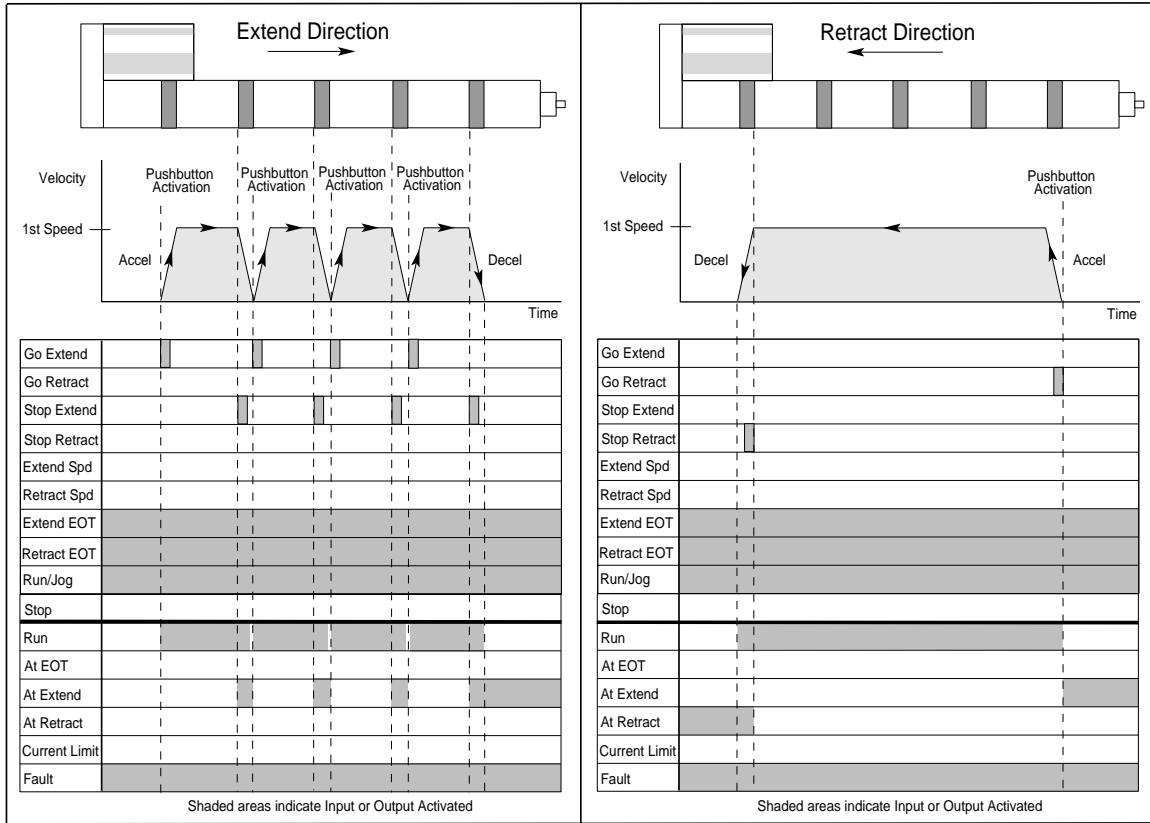 Extend Direction
Velocity
Pushbutton
Activation
Pushbutton
Activation
Pushbutton
Activation
Pushbutton
Activation
1st Speed
Accel
Decel
Time
Go Extend
Go Retract
Stop Extend
Stop Retract
Extend Spd
Retract Spd
Extend EOT
Retract EOT
Run/Jog
Stop
Run
At EOT
At Extend
At Retract
Current Limit
Fault
Shaded areas indicate Input or Output Activated
Retract Direction
Velocity
Pushbutton
Activation
1st Speed
Decel
Accel
Time
Go Extend
Go Retract
Stop Extend
Stop Retract
Extend Spd
Retract Spd
Extend EOT
Retract EOT
Run/Jog
Stop
Run
At EOT
At Extend
At Retract
Current Limit
Fault
Shaded areas indicate Input or Output Activated